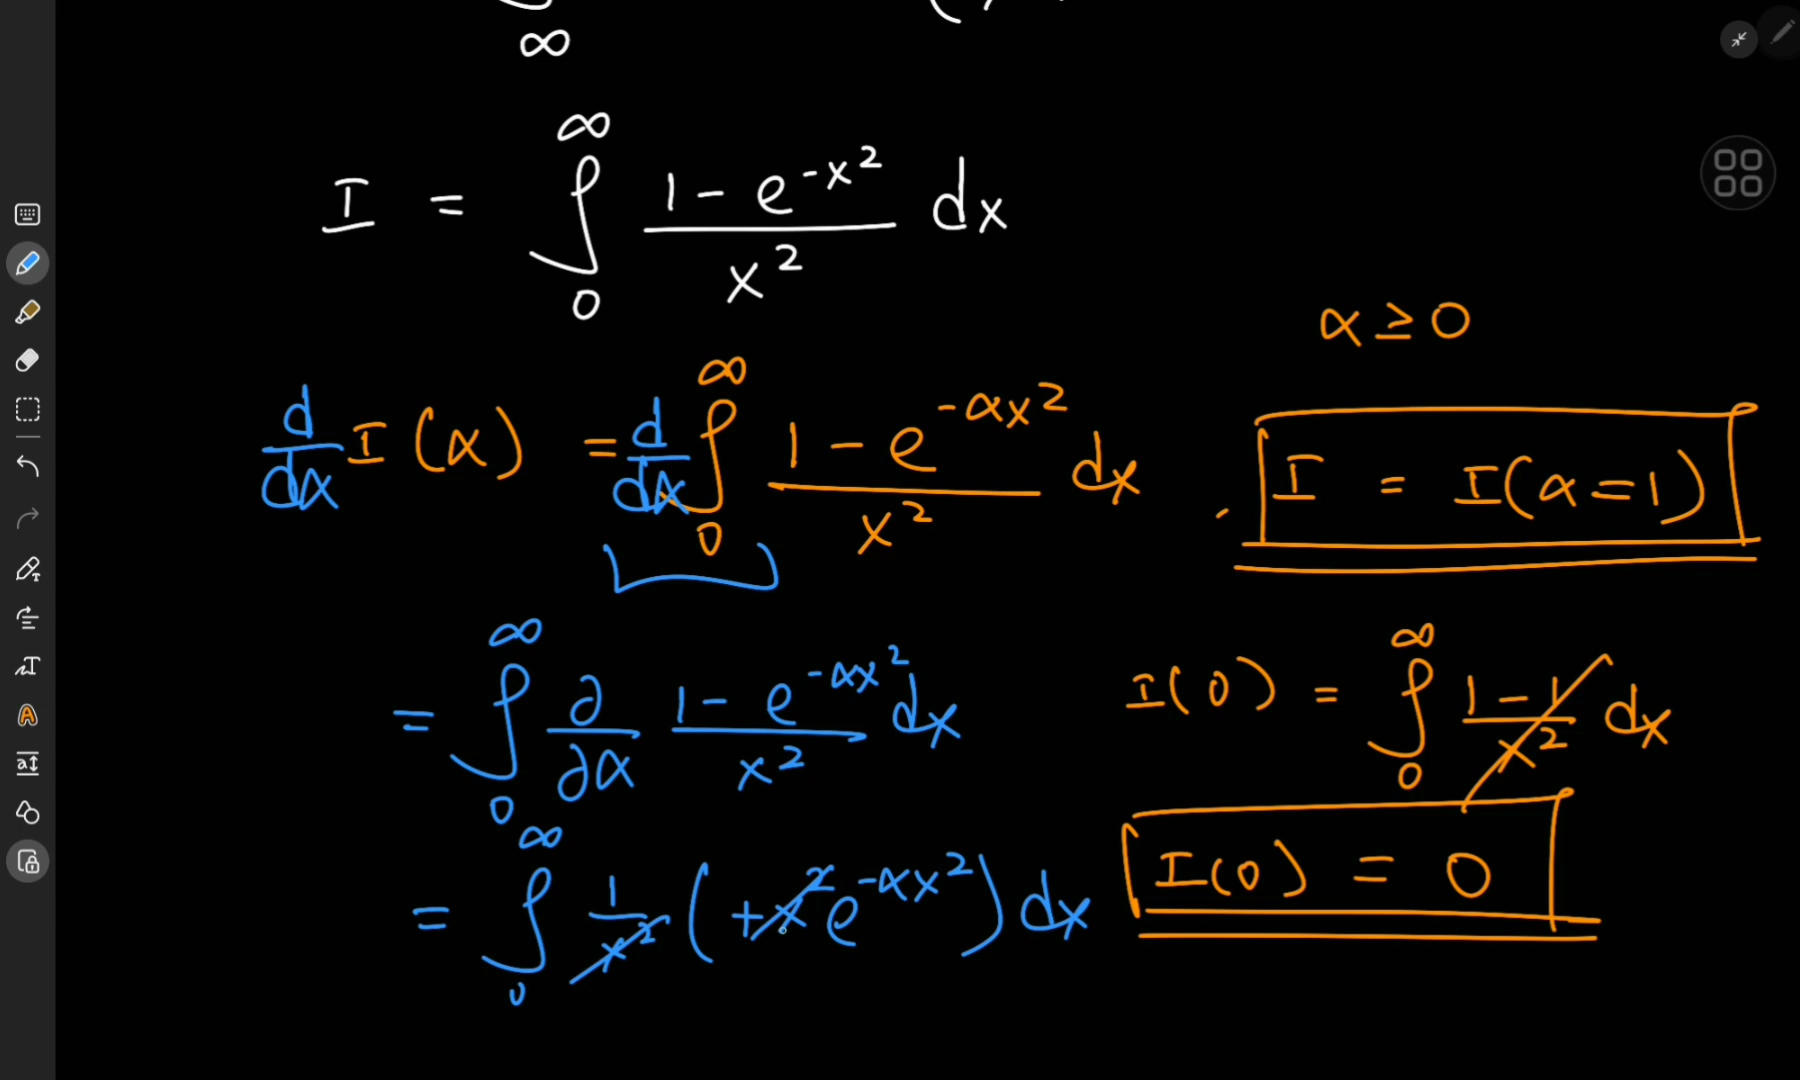 ∞
I = ∫₀^∞ (1 - e^{-x²})/x² dx
α ≥ 0
d/dα I(α) = d/dα ∫₀^∞ (1 - e^{-αx²})/x² dx , I = I(α=1)
= ∫₀^∞ ∂/∂α (1 - e^{-αx²})/x² dx
I(0) = ∫₀^∞ (1 - 1)/x² dx
= ∫₀^∞ 1/x² (+x² e^{-αx²}) dx
I(0) = 0